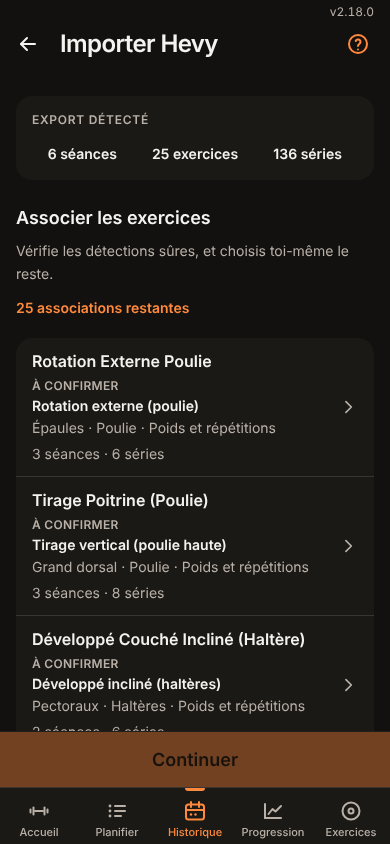 v2.18.0
Importer Hevy
EXPORT DÉTECTÉ
6 séances 25 exercices 136 séries
Associer les exercices
Vérifie les détections sûres, et choisis toi-même le
reste.
25 associations restantes
Rotation Externe Poulie
À CONFIRMER
Rotation externe (poulie)
Épaules · Poulie · Poids et répétitions
3 séances · 6 séries
Tirage Poitrine (Poulie)
À CONFIRMER
Tirage vertical (poulie haute)
Grand dorsal · Poulie · Poids et répétitions
3 séances · 8 séries
Développé Couché Incliné (Haltère)
À CONFIRMER
Développé incliné (haltères)
Pectoraux · Haltères · Poids et répétitions
séances · 6 séries
Continuer
Accueil Planifier Historique Progression Exercices